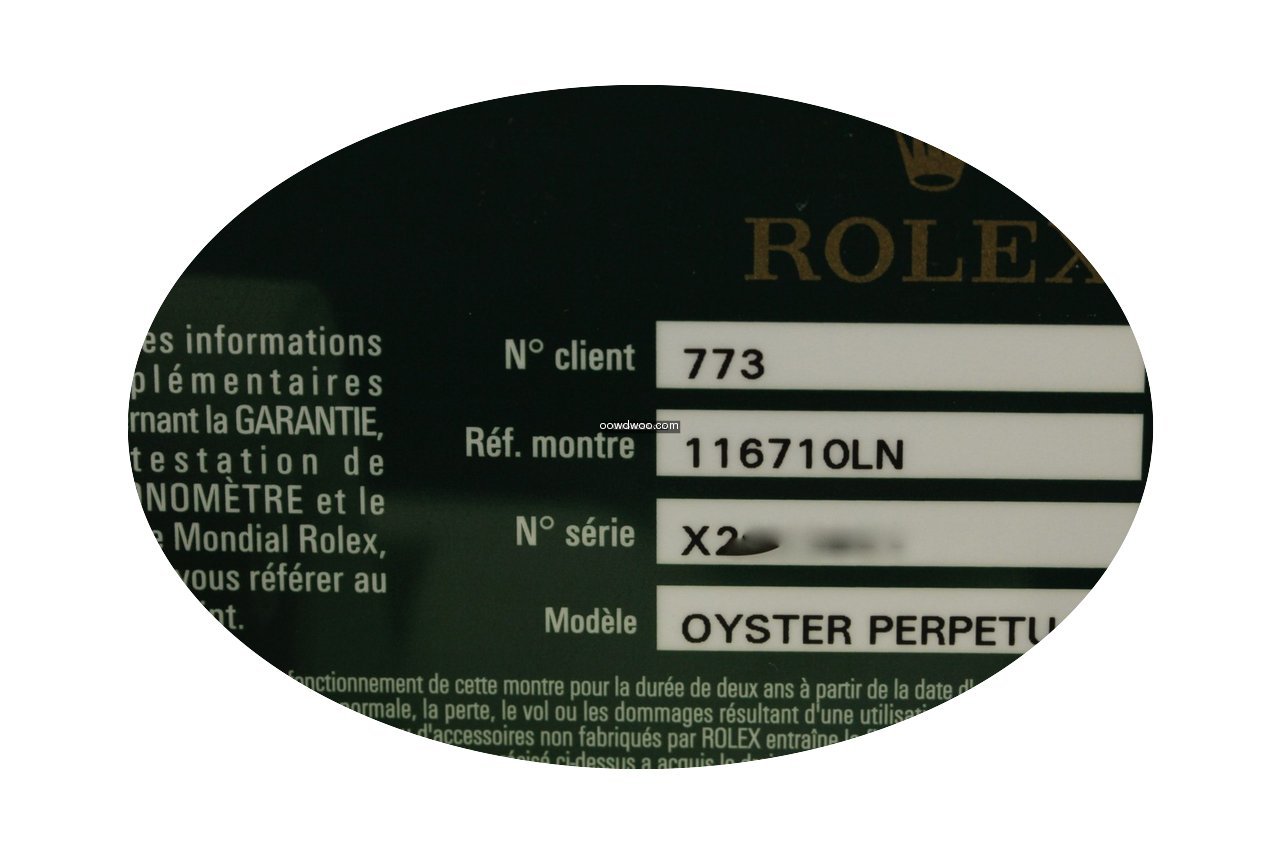 ROLEX
es informations
plémentaires
rnant la GARANTIE,
testation de
NOMÈTRE et le
Mondial Rolex,
vous référer au
N° client 773
Réf. montre 116710LN
N° série X2
Modèle OYSTER PERPETU
oowdwoo.com
fonctionnement de cette montre pour la durée de deux ans à partir de la date
normale, la perte, le vol ou les dommages résultant d'une
d'accessoires non fabriqués par ROLEX entraîne
ci-dessus a acquis